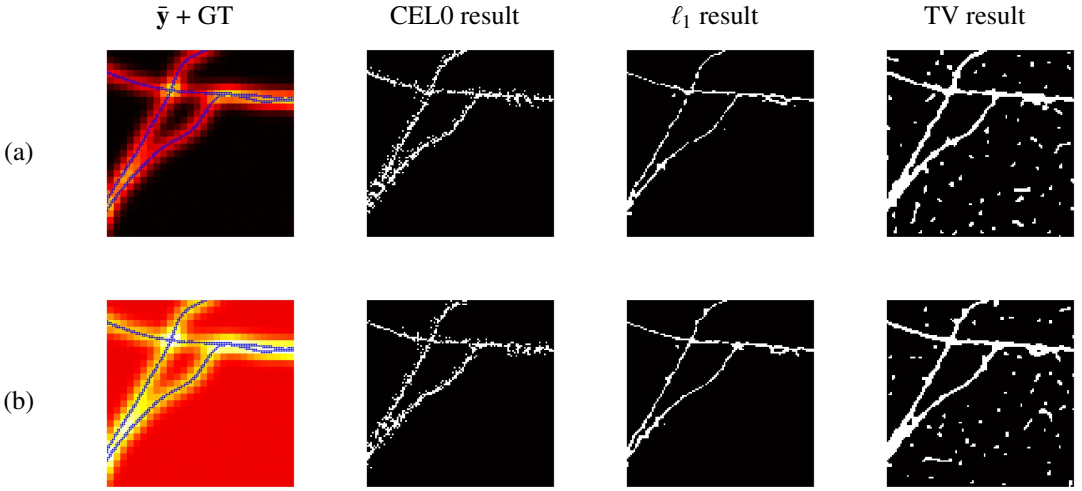 ȳ + GT CEL0 result ℓ₁ result TV result
(a)
(b)